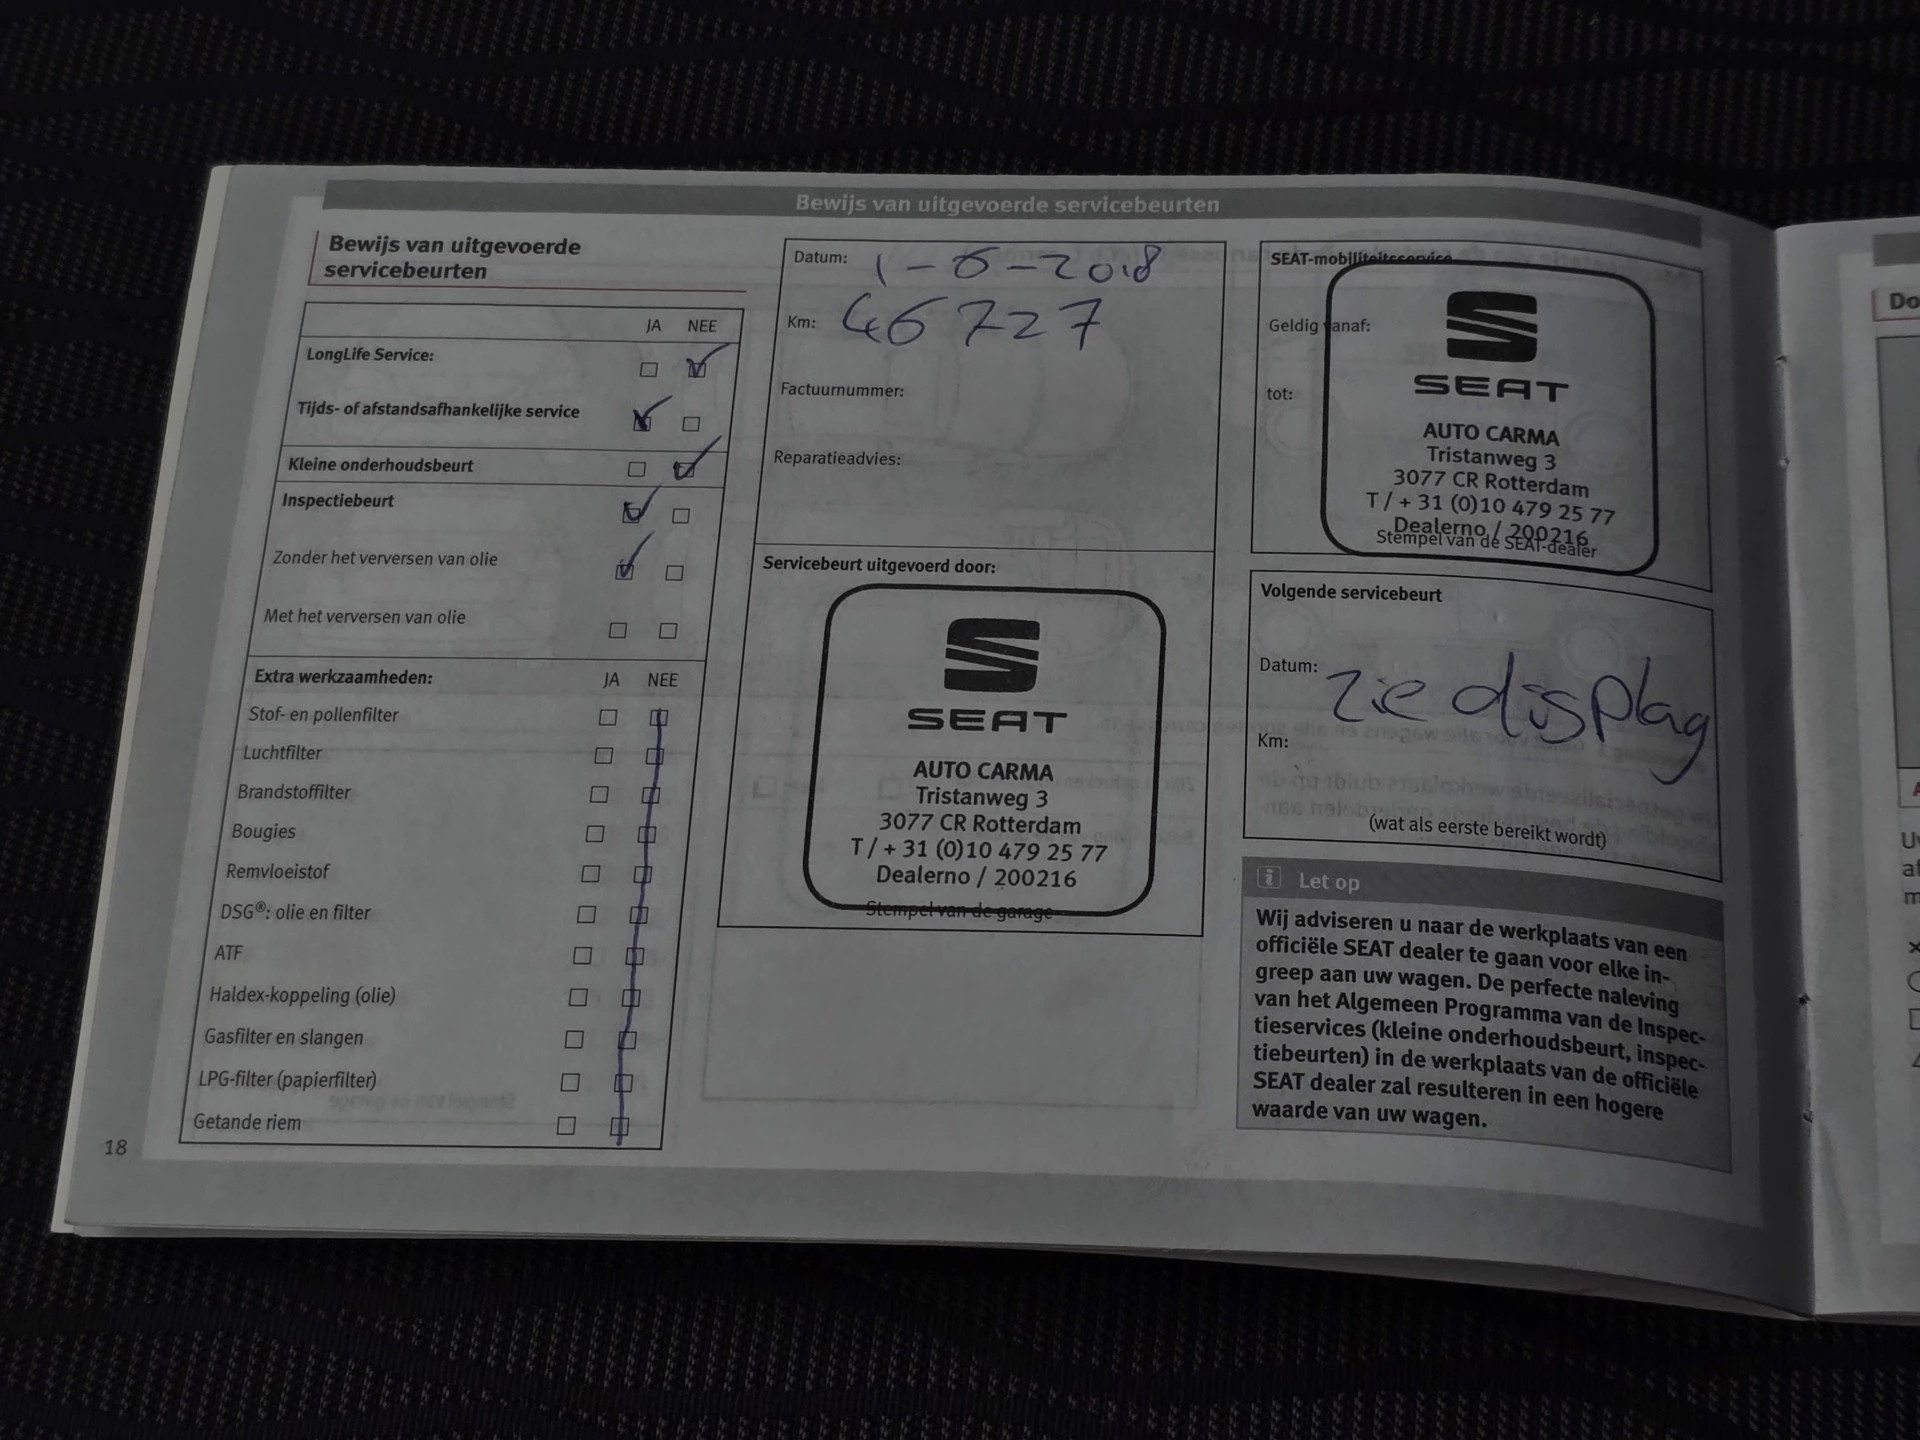 Bewijs van uitgevoerde servicebeurten
Bewijs van uitgevoerde
servicebeurten
JA NEE
LongLife Service:
Tijds- of afstandsafhankelijke service
Kleine onderhoudsbeurt
Inspectiebeurt
Zonder het verversen van olie
Met het verversen van olie
Extra werkzaamheden: JA NEE
Stof- en pollenfilter
Luchtfilter
Brandstoffilter
Bougies
Remvloeistof
DSG®: olie en filter
ATF
Haldex-koppeling (olie)
Gasfilter en slangen
LPG-filter (papierfilter)
Getande riem
18
Datum: 1-6-2018
Km: 46727
Factuurnummer:
Reparatieadvies:
Servicebeurt uitgevoerd door:
SEAT
AUTO CARMA
Tristanweg 3
3077 CR Rotterdam
T / + 31 (0)10 479 25 77
Dealerno / 200216
Stempel van de garage
SEAT-mobiliteitsservice
Geldig vanaf:
tot:
SEAT
AUTO CARMA
Tristanweg 3
3077 CR Rotterdam
T / + 31 (0)10 479 25 77
Dealerno / 200216
Stempel van de SEAT-dealer
Volgende servicebeurt
Datum: zie display
Km:
(wat als eerste bereikt wordt)
i Let op
Wij adviseren u naar de werkplaats van een
officiële SEAT dealer te gaan voor elke in-
greep aan uw wagen. De perfecte naleving
van het Algemeen Programma van de Inspec-
tieservices (kleine onderhoudsbeurt, inspec-
tiebeurten) in de werkplaats van de officiële
SEAT dealer zal resulteren in een hogere
waarde van uw wagen.
Do